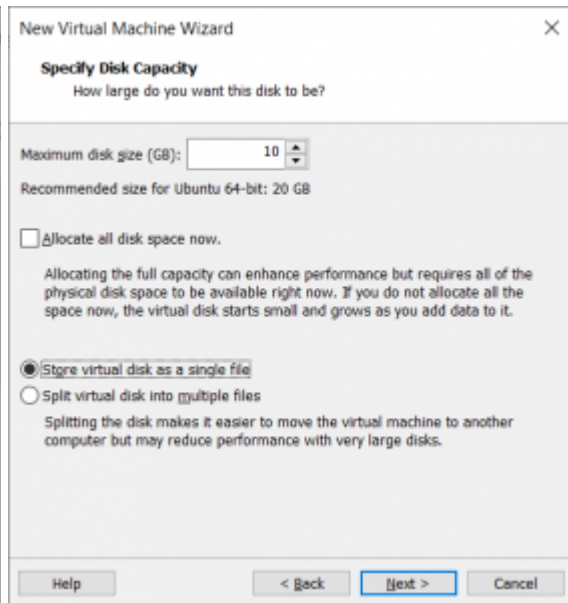 New Virtual Machine Wizard
Specify Disk Capacity
How large do you want this disk to be?
Maximum disk size (GB): 10
Recommended size for Ubuntu 64-bit: 20 GB
Allocate all disk space now.
Allocating the full capacity can enhance performance but requires all of the
physical disk space to be available right now. If you do not allocate all the
space now, the virtual disk starts small and grows as you add data to it.
Store virtual disk as a single file
Split virtual disk into multiple files
Splitting the disk makes it easier to move the virtual machine to another
computer but may reduce performance with very large disks.
Help < Back Next > Cancel